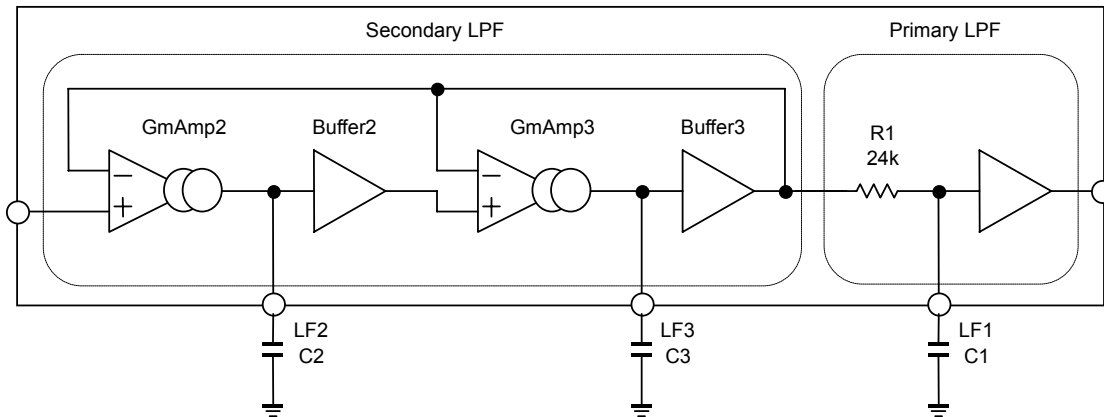 Secondary LPF
Primary LPF
GmAmp2
Buffer2
GmAmp3
Buffer3
R1
24k
−
+
−
+
LF2
C2
LF3
C3
LF1
C1